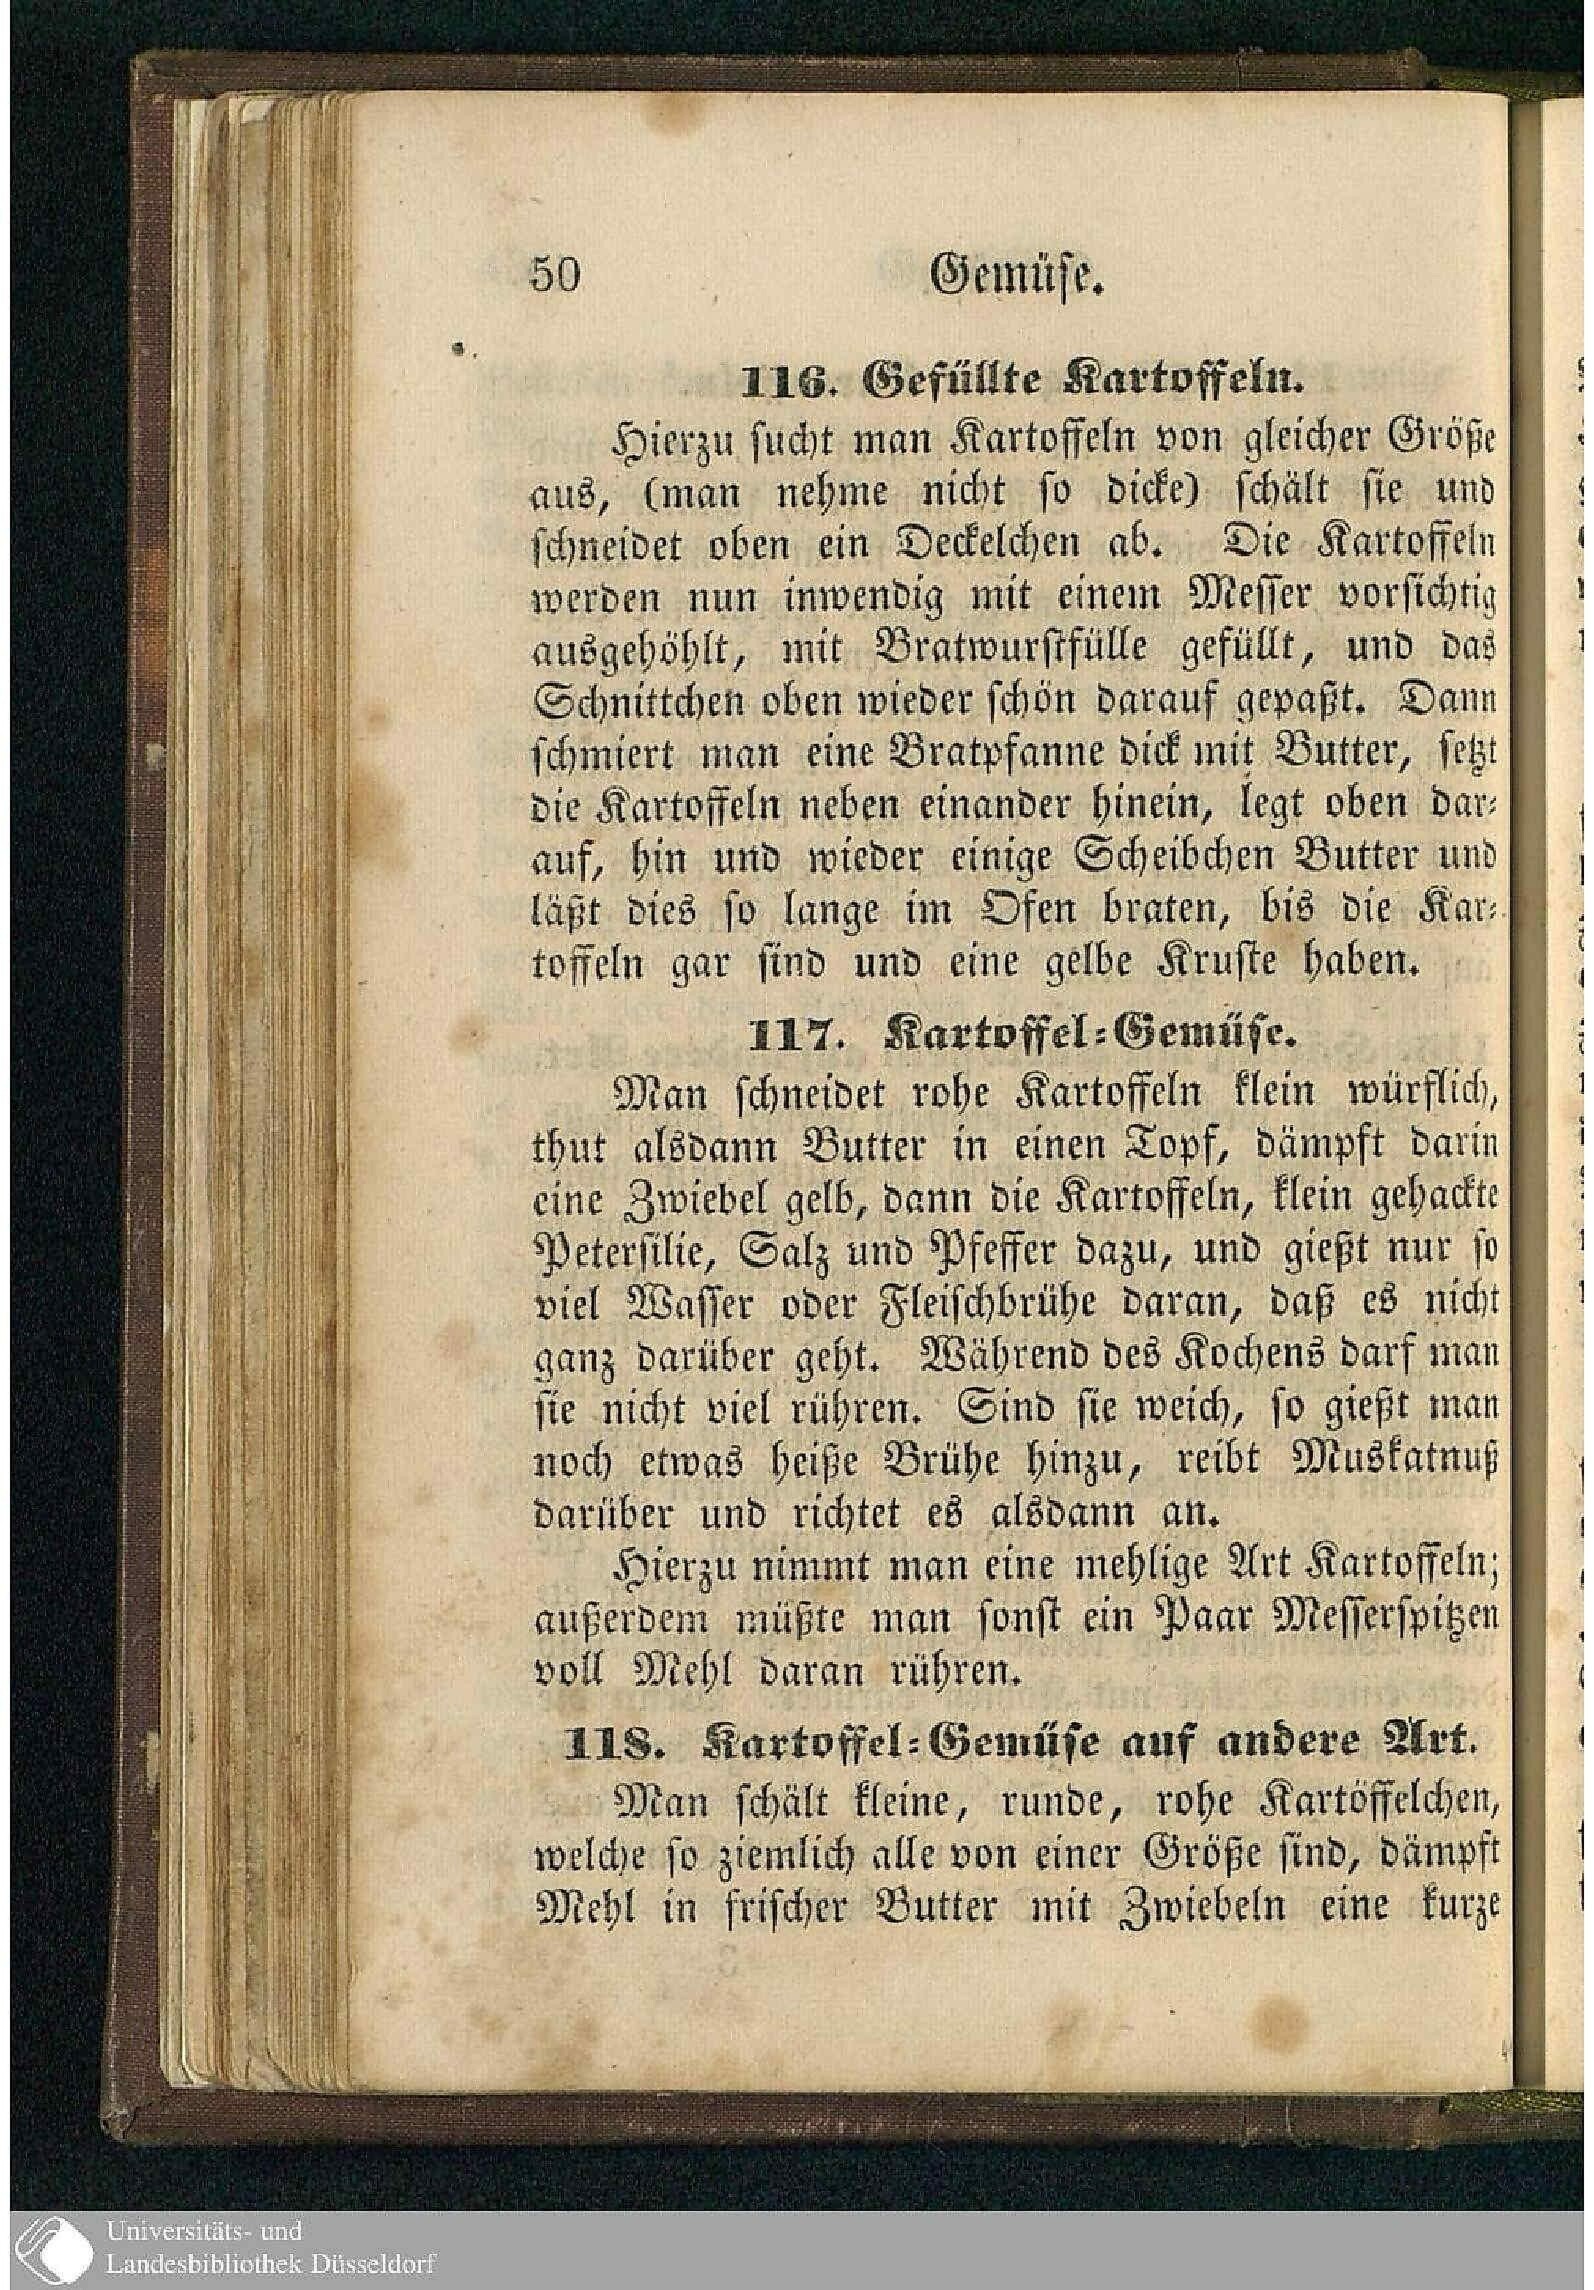 50 Gemüse.
116. Gefüllte Kartoffeln.
Hierzu sucht man Kartoffeln von gleicher Größe
aus, (man nehme nicht so dicke) schält sie und
schneidet oben ein Deckelchen ab. Die Kartoffeln
werden nun inwendig mit einem Messer vorsichtig
ausgehöhlt, mit Bratwurstfülle gefüllt, und das
Schnittchen oben wieder schön darauf gepaßt. Dann
schmiert man eine Bratpfanne dick mit Butter, setzt
die Kartoffeln neben einander hinein, legt oben dar⸗
auf, hin und wieder einige Scheibchen Butter und
läßt dies so lange im Ofen braten, bis die Kar⸗
toffeln gar sind und eine gelbe Kruste haben.
117. Kartoffel⸗Gemüse.
Man schneidet rohe Kartoffeln klein würflich,
thut alsdann Butter in einen Topf, dämpft darin
eine Zwiebel gelb, dann die Kartoffeln, klein gehackte
Petersilie, Salz und Pfeffer dazu, und gießt nur so
viel Wasser oder Fleischbrühe daran, daß es nicht
ganz darüber geht. Während des Kochens darf man
sie nicht viel rühren. Sind sie weich, so gießt man
noch etwas heiße Brühe hinzu, reibt Muskatnuß
darüber und richtet es alsdann an.
Hierzu nimmt man eine mehlige Art Kartoffeln;
außerdem müßte man sonst ein Paar Messerspitzen
voll Mehl daran rühren.
118. Kartoffel⸗Gemüse auf andere Art.
Man schält kleine, runde, rohe Kartöffelchen,
welche so ziemlich alle von einer Größe sind, dämpft
Mehl in frischer Butter mit Zwiebeln eine kurze
Universitäts- und
Landesbibliothek Düsseldorf